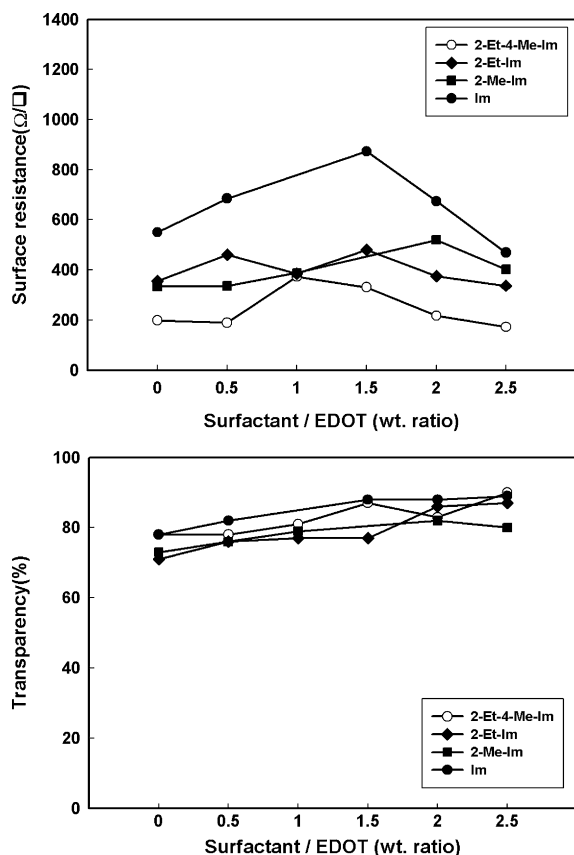 1400
1200
1000
800
600
400
200
0
Surface resistance(Ω/❑)
2-Et-4-Me-Im
2-Et-Im
2-Me-Im
Im
0 0.5 1 1.5 2 2.5
Surfactant / EDOT (wt. ratio)
100
80
60
40
20
0
Transparency(%)
2-Et-4-Me-Im
2-Et-Im
2-Me-Im
Im
0 0.5 1 1.5 2 2.5
Surfactant / EDOT (wt. ratio)